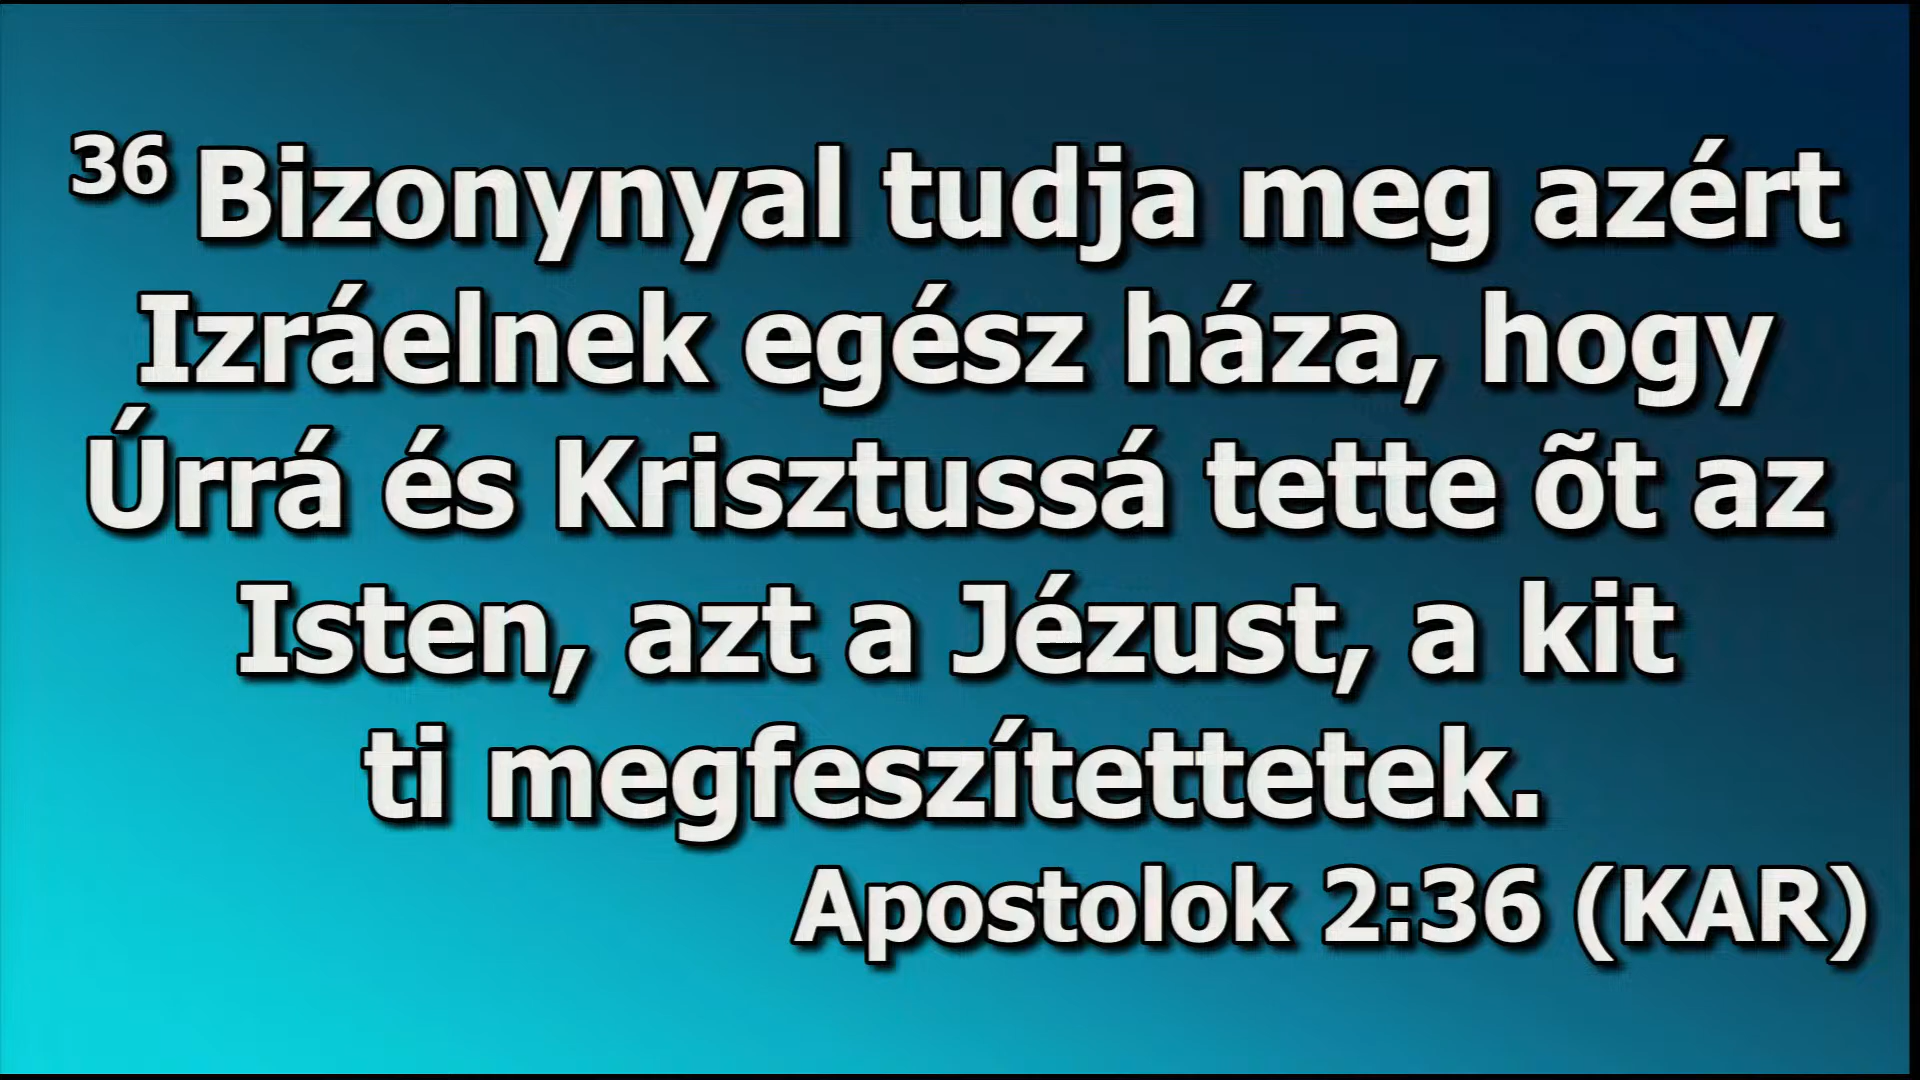 36 Bizonynyal tudja meg azért
Izráelnek egész háza, hogy
Úrrá és Krisztussá tette õt az
Isten, azt a Jézust, a kit
ti megfeszítettetek.
Apostolok 2:36 (KAR)